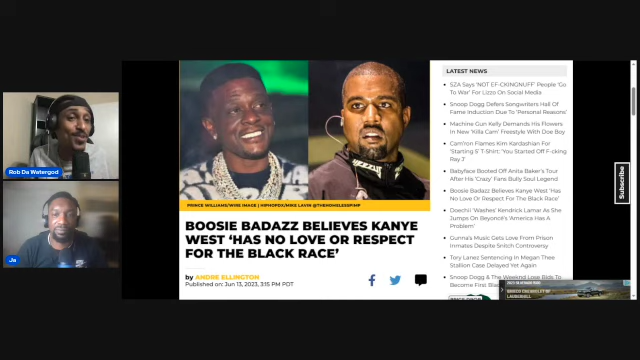 Rob Da Watergod
Ja
PRINCE WILLIAMS/WIRE IMAGE | HIPHOPDX/MIKE LAVIN @THEHOMELESSPIMP
BOOSIE BADAZZ BELIEVES KANYE
WEST ‘HAS NO LOVE OR RESPECT
FOR THE BLACK RACE’
by ANDRE ELLINGTON
Published on: Jun 13, 2023, 3:15 PM PDT
LATEST NEWS
SZA Says 'NOT EF-CKINGNUFF' People 'Go
To War' For Lizzo On Social Media
Snoop Dogg Defers Songwriters Hall Of
Fame Induction Due To 'Personal Reasons'
Machine Gun Kelly Demands His Flowers
In New 'Killa Cam' Freestyle With Doe Boy
Cam'ron Flames Kim Kardashian For
'Starting 5' T-Shirt: 'You Started Off F-cking
Ray J'
Babyface Booted Off Anita Baker's Tour
After His 'Crazy' Fans Bully Soul Legend
Boosie Badazz Believes Kanye West 'Has
No Love Or Respect For The Black Race'
Doechii 'Washes' Kendrick Lamar As She
Jumps On Beyoncé's 'America Has A
Problem'
Gunna's Music Gets Love From Prison
Inmates Despite Snitch Controversy
Tory Lanez Sentencing In Megan Thee
Stallion Case Delayed Yet Again
Snoop Dogg & The Weeknd Lose Bids To
Become First Blac
Subscribe